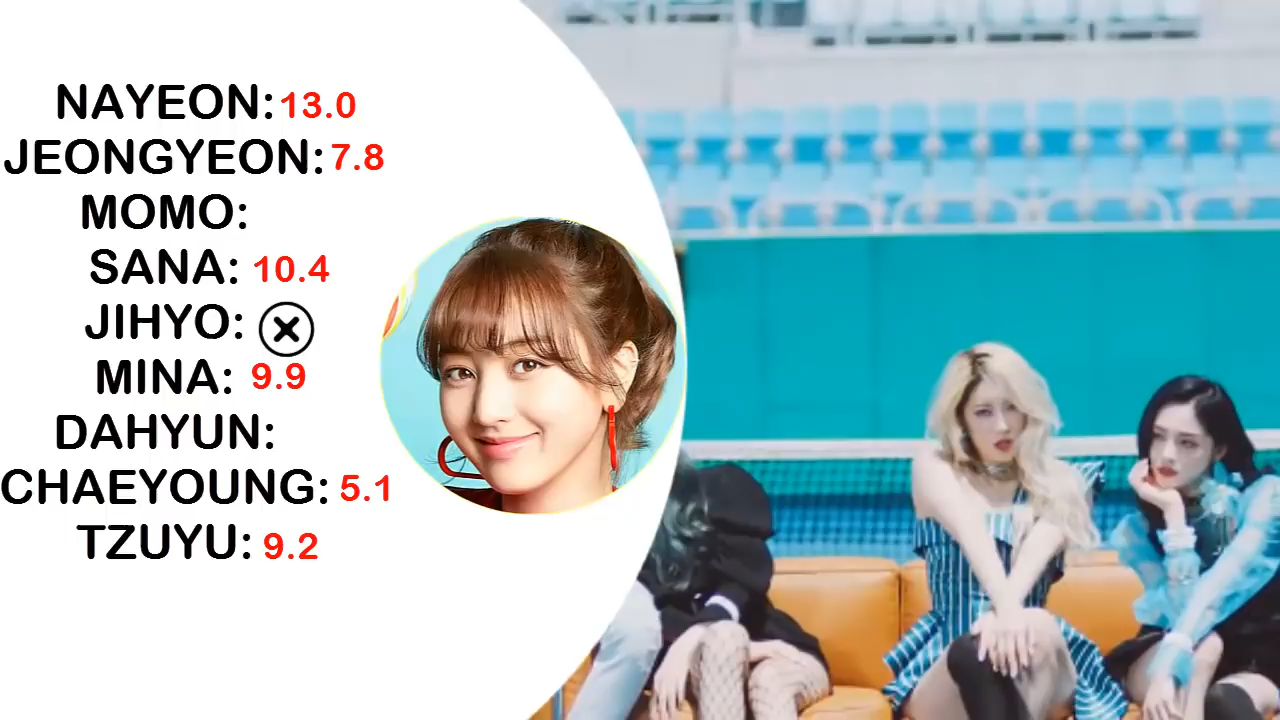 NAYEON: 13.0
JEONGYEON: 7.8
MOMO:
SANA: 10.4
JIHYO:
MINA: 9.9
DAHYUN:
CHAEYOUNG: 5.1
TZUYU: 9.2